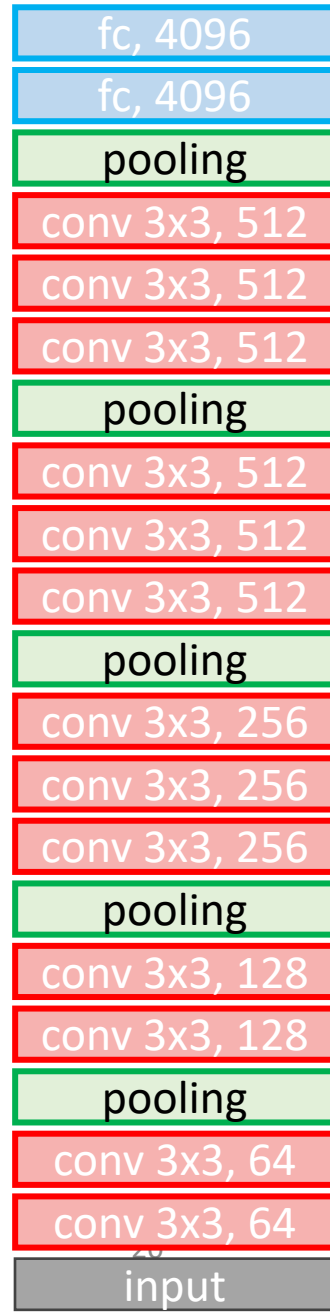 fc, 4096
fc, 4096
pooling
conv 3x3, 512
conv 3x3, 512
conv 3x3, 512
pooling
conv 3x3, 512
conv 3x3, 512
conv 3x3, 512
pooling
conv 3x3, 256
conv 3x3, 256
conv 3x3, 256
pooling
conv 3x3, 128
conv 3x3, 128
pooling
conv 3x3, 64
conv 3x3, 64
input